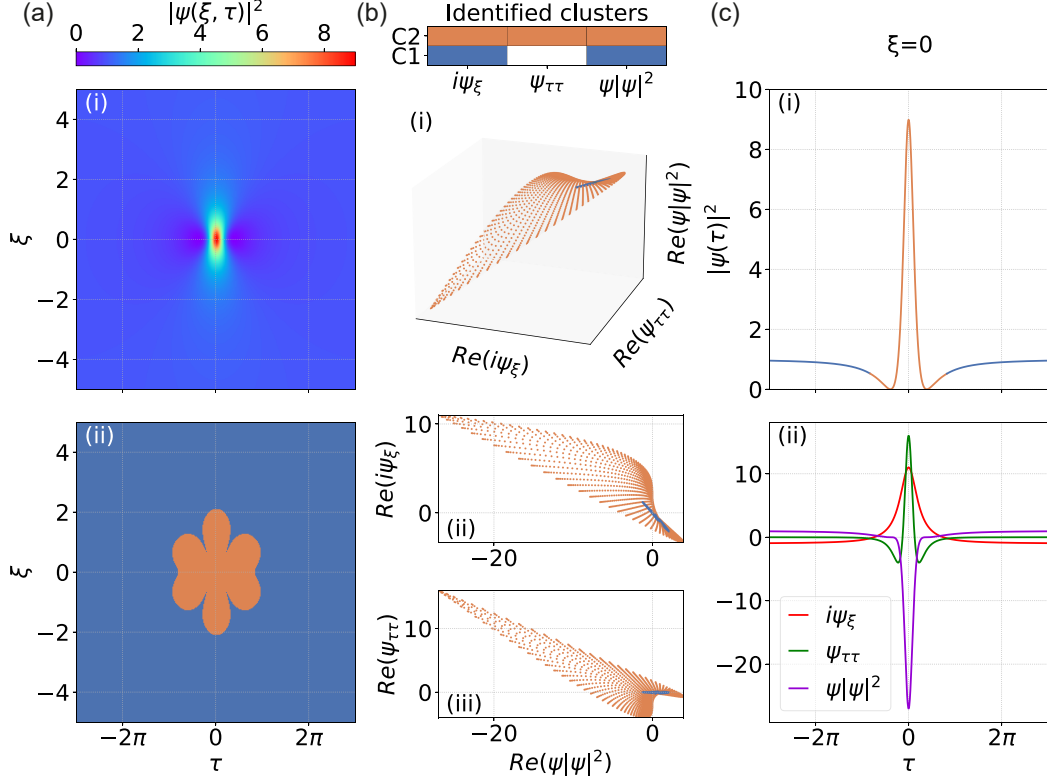 (a)
|ψ(ξ, τ)|²
0 2 4 6 8
(i)
4
2
0
−2
−4
ξ
(ii)
4
2
0
−2
−4
ξ
−2π 0 2π
τ
(b)
Identified clusters
C2
C1
iψ_ξ ψ_ττ ψ|ψ|²
(i)
Re(iψ_ξ)
Re(ψ_ττ)
Re(ψ|ψ|²)
10
0
Re(iψ_ξ)
(ii)
−20 0
10
0
Re(ψ_ττ)
(iii)
−20 0
Re(ψ|ψ|²)
(c)
ξ=0
(i)
10
8
6
4
2
0
|ψ(τ)|²
−2π 0 2π
(ii)
10
0
−10
−20
iψ_ξ
ψ_ττ
ψ|ψ|²
−2π 0 2π
τ